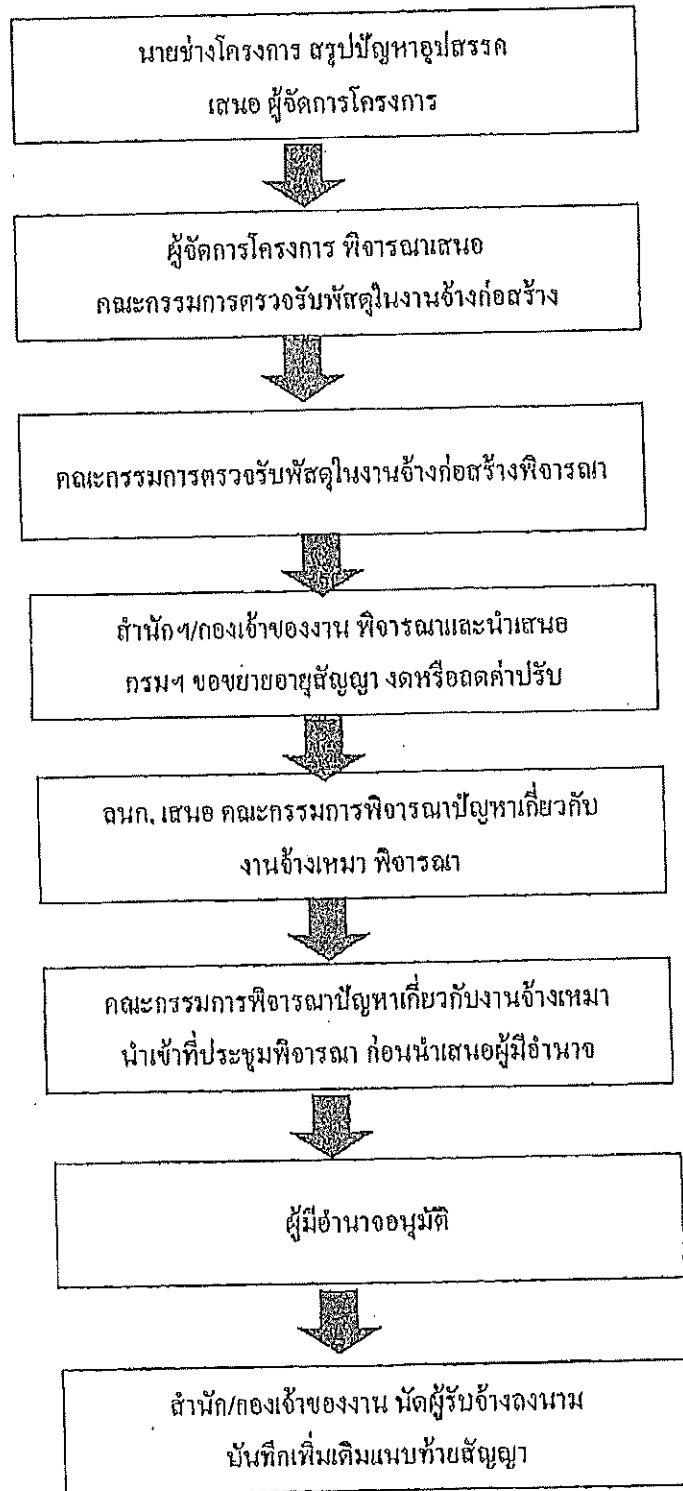 นายช่างโครงการ สรุปปัญหาอุปสรรค
เสนอ ผู้จัดการโครงการ
ผู้จัดการโครงการ พิจารณาเสนอ
คณะกรรมการตรวจรับพัสดุในงานจ้างก่อสร้าง
คณะกรรมการตรวจรับพัสดุในงานจ้างก่อสร้างพิจารณา
สำนักฯ/กองเจ้าของงาน พิจารณาและนำเสนอ
กรมฯ ขอขยายอายุสัญญา งดหรือลดค่าปรับ
ฉนก. เสนอ คณะกรรมการพิจารณาปัญหาเกี่ยวกับ
งานจ้างเหมา พิจารณา
คณะกรรมการพิจารณาปัญหาเกี่ยวกับงานจ้างเหมา
นำเข้าที่ประชุมพิจารณา ก่อนนำเสนอผู้มีอำนาจ
ผู้มีอำนาจอนุมัติ
สำนัก/กองเจ้าของงาน นัดผู้รับจ้างลงนาม
บันทึกเพิ่มเติมแนบท้ายสัญญา